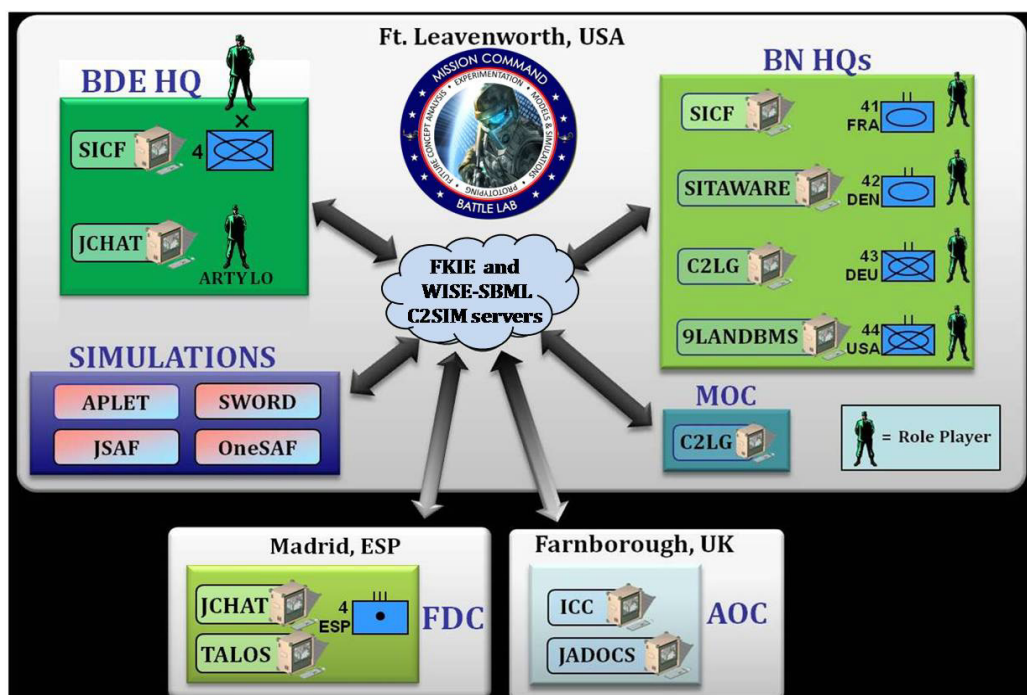 Ft. Leavenworth, USA
MISSION COMMAND
BATTLE LAB
FUTURE CONCEPT ANALYSIS • EXPERIMENTATION • MODELS & SIMULATIONS • PROTOTYPING
BDE HQ
SICF
4
JCHAT
ARTY LO
BN HQs
SICF
41
FRA
SITAWARE
42
DEN
C2LG
43
DEU
9LANDBMS
44
USA
FKIE and
WISE-SBML
C2SIM servers
SIMULATIONS
APLET
SWORD
JSAF
OneSAF
MOC
C2LG
= Role Player
Madrid, ESP
JCHAT
4
ESP
TALOS
FDC
Farnborough, UK
ICC
JADOCS
AOC